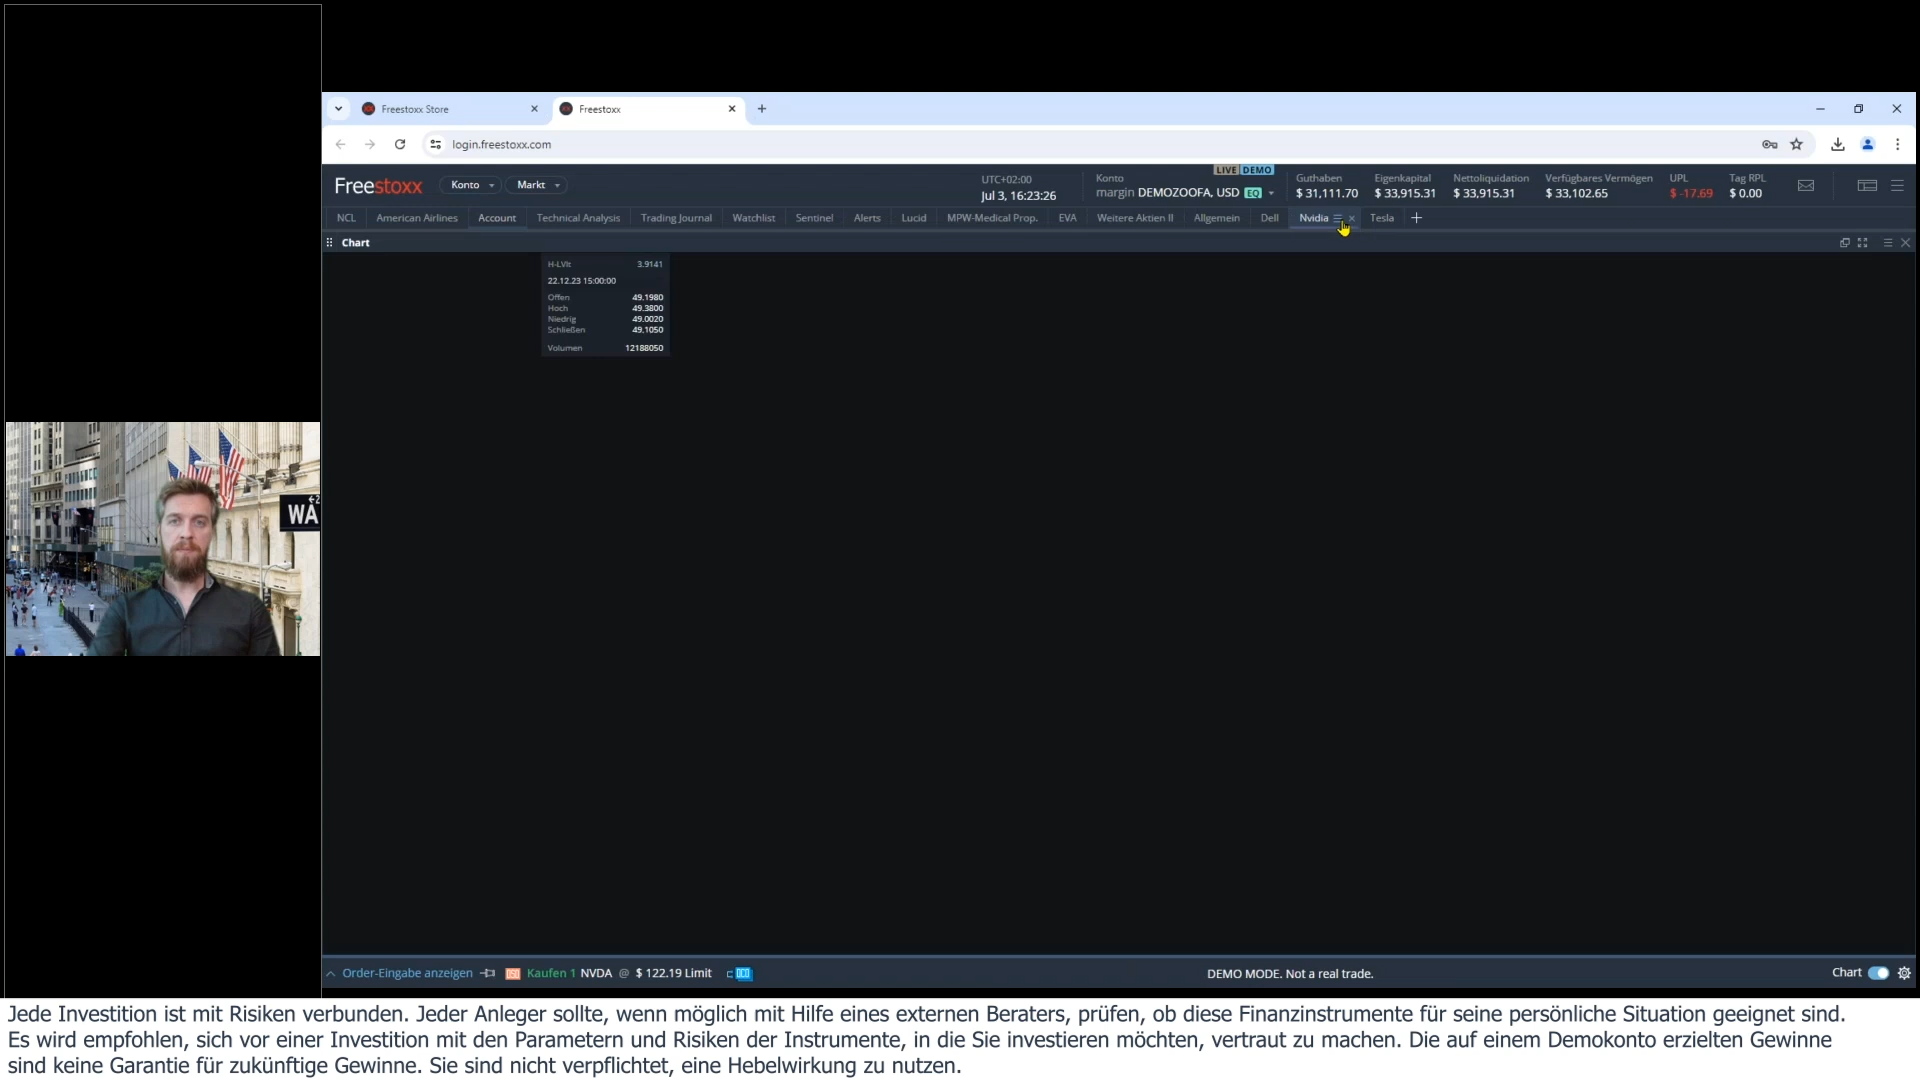 Freestoxx Store
Freestoxx
login.freestoxx.com
Freestoxx
Konto
Markt
UTC+02:00
Jul 3, 16:23:26
LIVE DEMO
Konto
margin DEMOZOOFA, USD EQ
Guthaben
$ 31,111.70
Eigenkapital
$ 33,915.31
Nettoliquidation
$ 33,915.31
Verfügbares Vermögen
$ 33,102.65
UPL
$ -17.69
Tag RPL
$ 0.00
NCL American Airlines Account Technical Analysis Trading Journal Watchlist Sentinel Alerts Lucid MPW-Medical Prop. EVA Weitere Aktien II Allgemein Dell Nvidia Tesla
Chart
H-LVlt 3.9141
22.12.23 15:00:00
Offen 49.1980
Hoch 49.3800
Niedrig 49.0020
Schließen 49.1050
Volumen 12188050
WA
Order-Eingabe anzeigen OSO Kaufen 1 NVDA @ $ 122.19 Limit OCO DEMO MODE. Not a real trade. Chart
Jede Investition ist mit Risiken verbunden. Jeder Anleger sollte, wenn möglich mit Hilfe eines externen Beraters, prüfen, ob diese Finanzinstrumente für seine persönliche Situation geeignet sind.
Es wird empfohlen, sich vor einer Investition mit den Parametern und Risiken der Instrumente, in die Sie investieren möchten, vertraut zu machen. Die auf einem Demokonto erzielten Gewinne
sind keine Garantie für zukünftige Gewinne. Sie sind nicht verpflichtet, eine Hebelwirkung zu nutzen.